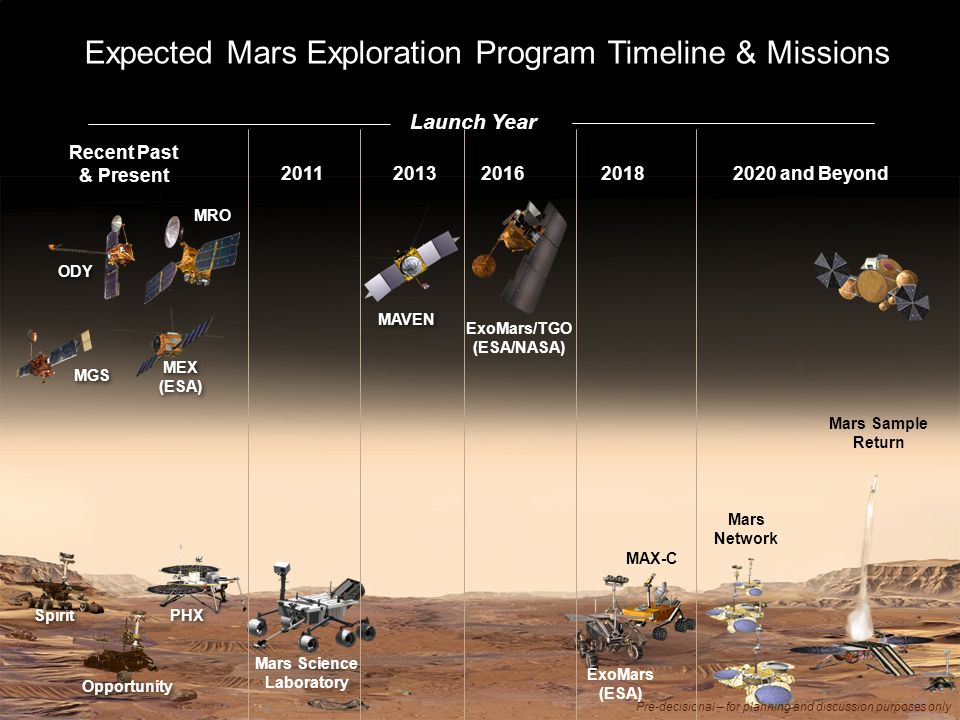 Expected Mars Exploration Program Timeline & Missions
Launch Year
Recent Past
& Present
2011
2013
2016
2018
2020 and Beyond
MRO
ODY
MAVEN
ExoMars/TGO
(ESA/NASA)
MGS
MEX
(ESA)
Mars Sample
Return
Mars
Network
MAX-C
Spirit
PHX
Mars Science
Laboratory
ExoMars
(ESA)
Opportunity
Pre-decisional – for planning and discussion purposes only